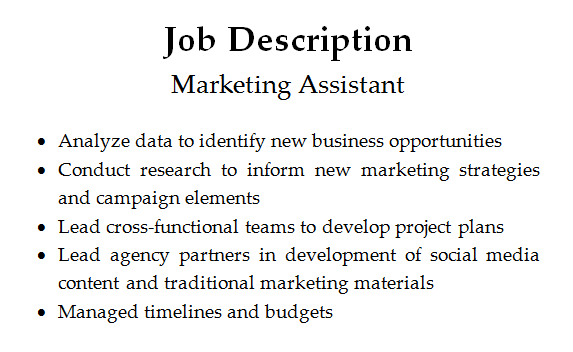 Job Description
Marketing Assistant
• Analyze data to identify new business opportunities
• Conduct research to inform new marketing strategies
and campaign elements
• Lead cross-functional teams to develop project plans
• Lead agency partners in development of social media
content and traditional marketing materials
• Managed timelines and budgets